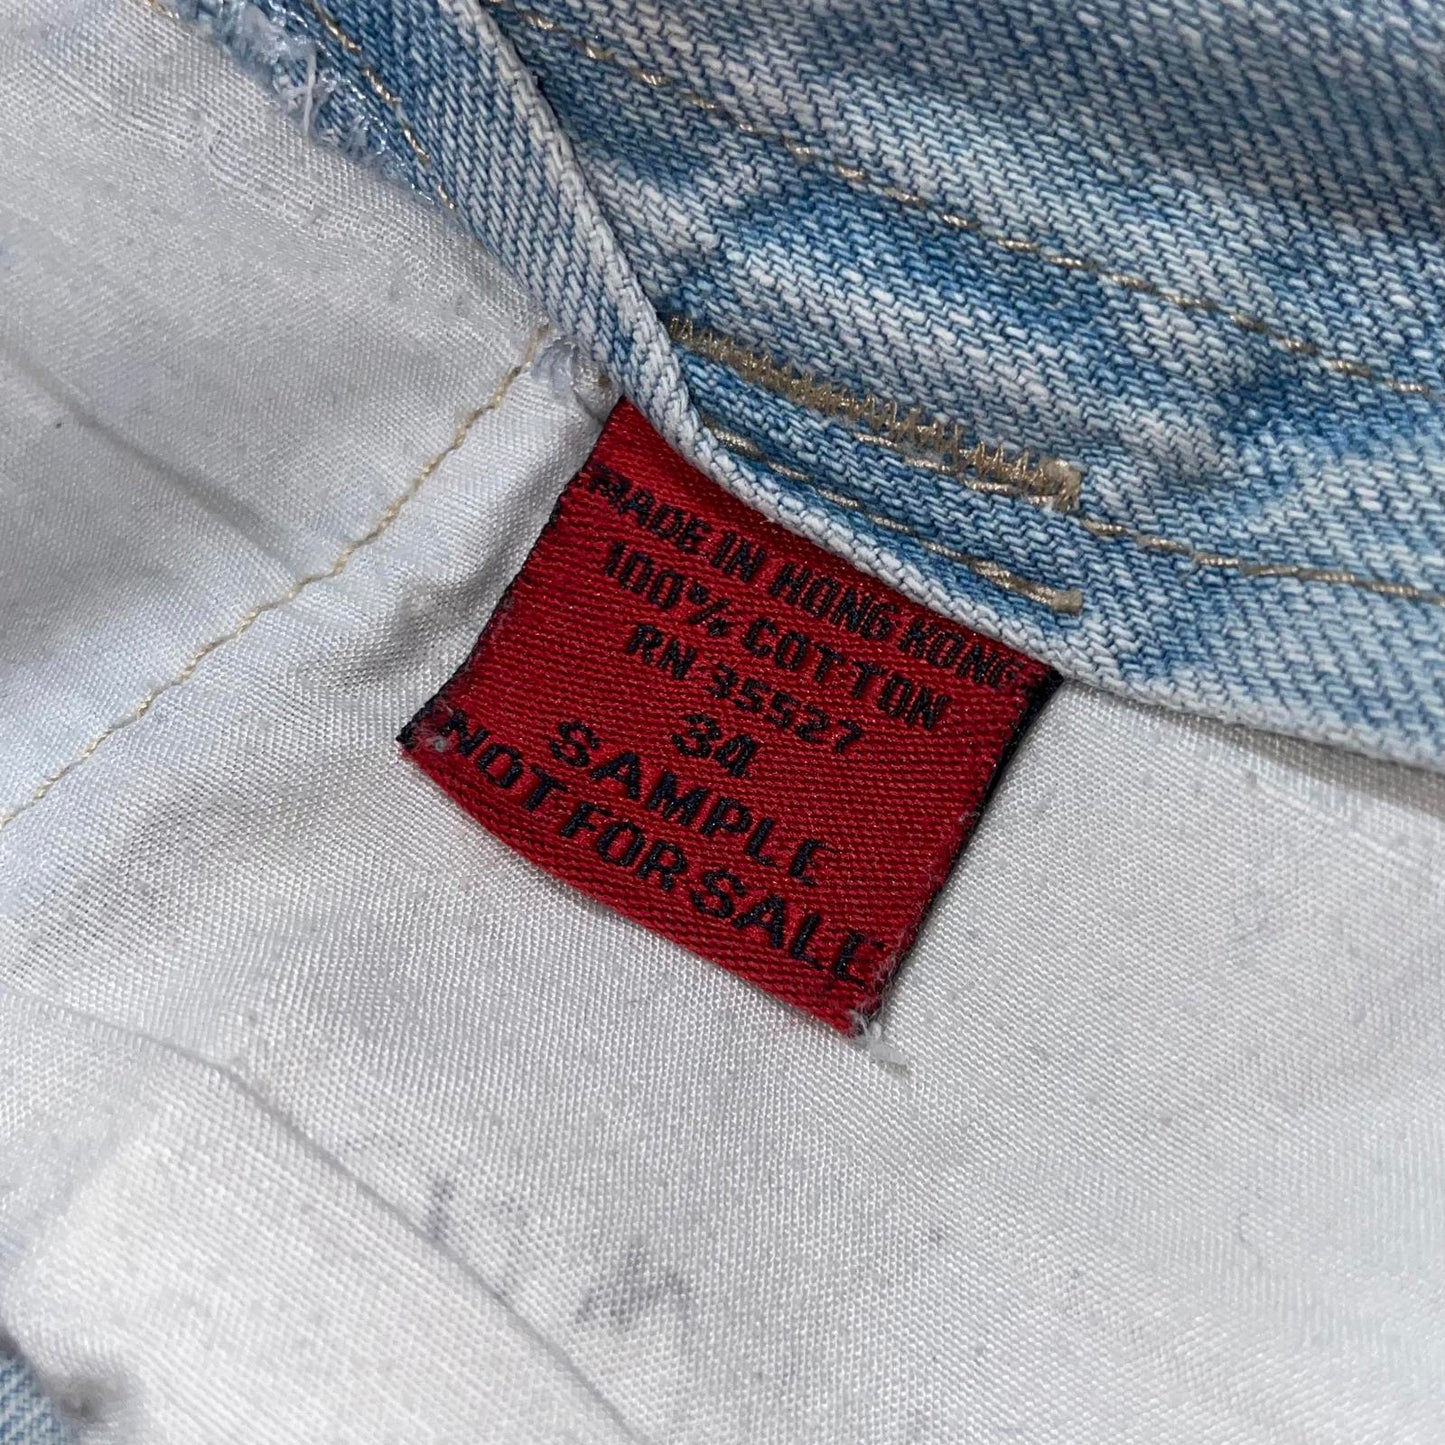 MADE IN HONG KONG
100% COTTON
RN 35527
34
SAMPLE
NOT FOR SALE